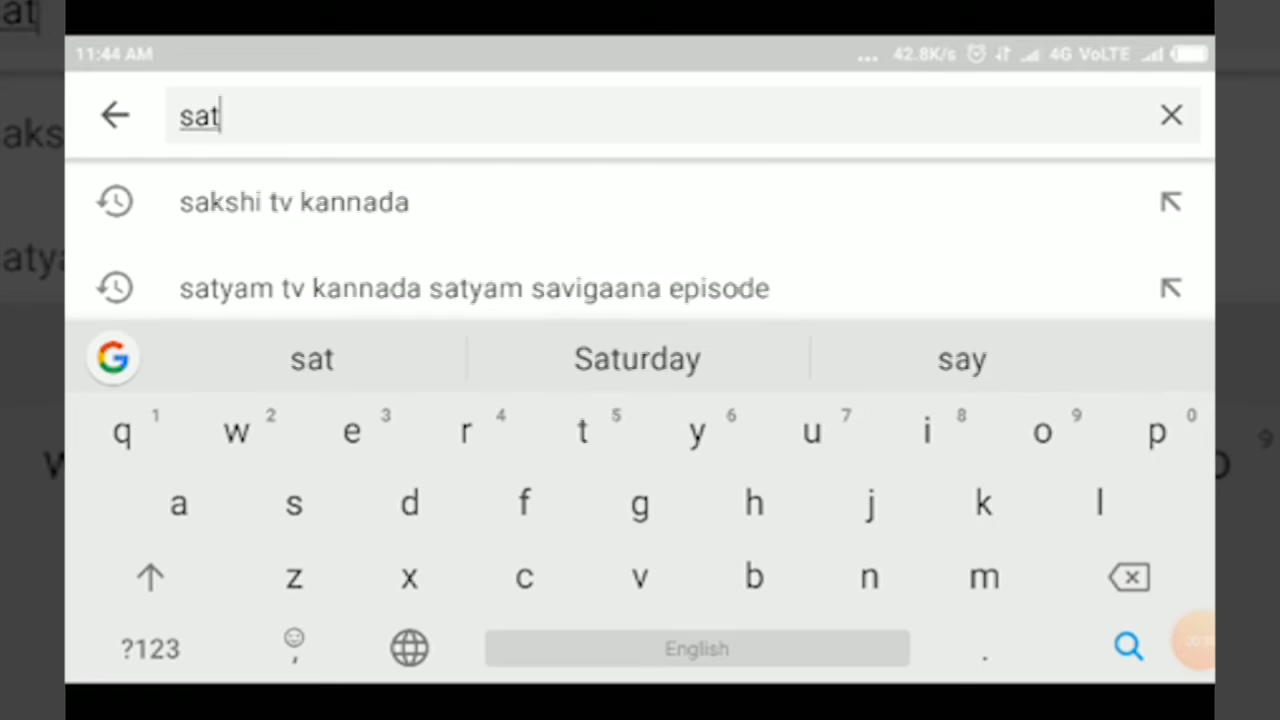 11:44 AM ... 42.8K/s 4G VoLTE
sat
sakshi tv kannada
satyam tv kannada satyam savigaana episode
G sat Saturday say
q 1 w 2 e 3 r 4 t 5 y 6 u 7 i 8 o 9 p 0
a s d f g h j k l
z x c v b n m
?123 , English .